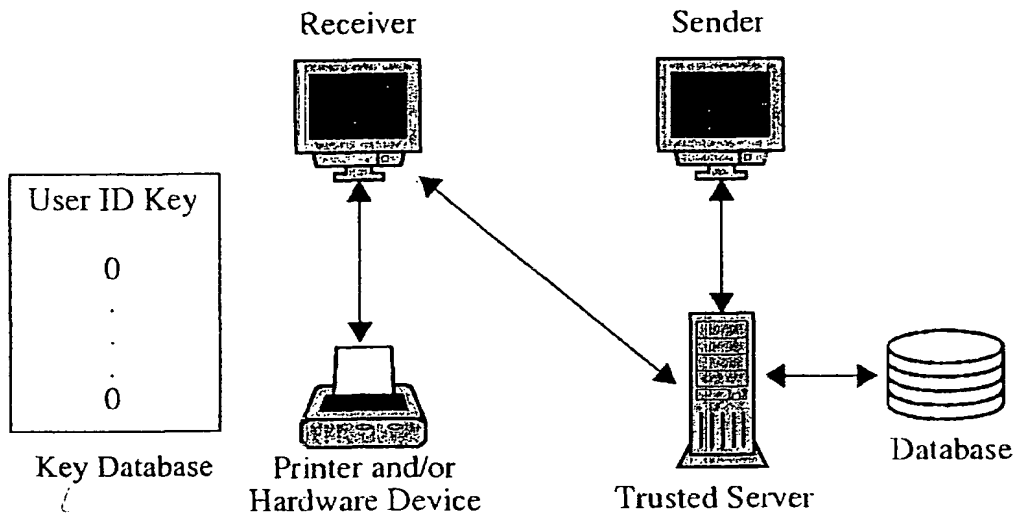 Receiver
Sender
User ID Key
0
.
.
.
0
Key Database
Printer and/or
Hardware Device
Trusted Server
Database